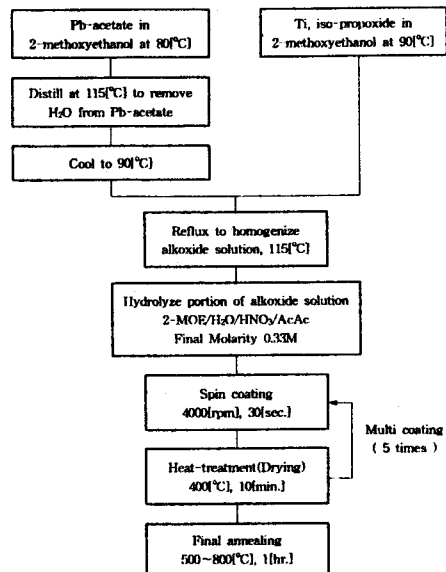 Pb-acetate in
2-methoxyethanol at 80[℃]
Ti, iso-propoxide in
2-methoxyethanol at 90[℃]
Distill at 115[℃] to remove
H₂O from Pb-acetate
Cool to 90[℃]
Reflux to homogenize
alkoxide solution, 115[℃]
Hydrolyze portion of alkoxide solution
2-MOE/H₂O/HNO₃/AcAc
Final Molarity 0.33M
Spin coating
4000[rpm], 30[sec.]
Multi coating
( 5 times )
Heat-treatment(Drying)
400[℃], 10[min.]
Final annealing
500~800[℃], 1[hr.]